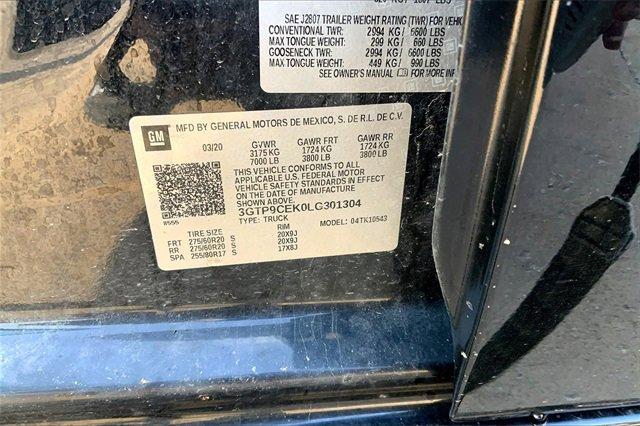 SAE J2807 TRAILER WEIGHT RATING (TWR) FOR VEHIC
CONVENTIONAL TWR: 2994 KG / 6600 LBS
MAX TONGUE WEIGHT: 299 KG / 660 LBS
GOOSENECK TWR: 2994 KG / 6600 LBS
MAX TONGUE WEIGHT: 449 KG / 990 LBS
SEE OWNER'S MANUAL FOR MORE INF
GM MFD BY GENERAL MOTORS DE MEXICO, S. DE R.L. DE C.V.
03/20 GVWR GAWR FRT GAWR RR
3175 KG 1724 KG 1724 KG
7000 LB 3800 LB 3800 LB
THIS VEHICLE CONFORMS TO ALL
APPLICABLE U.S. FEDERAL MOTOR
VEHICLE SAFETY STANDARDS IN EFFECT
ON THE DATE OF MANUFACTURE
SHOWN ABOVE.
3GTP9CEK0LG301304
TYPE: TRUCK MODEL: 04TK10543
TIRE SIZE RIM
FRT 275/60R20 S 20X9J
RR 275/60R20 S 20X9J
SPA 255/80R17 S 17X8J